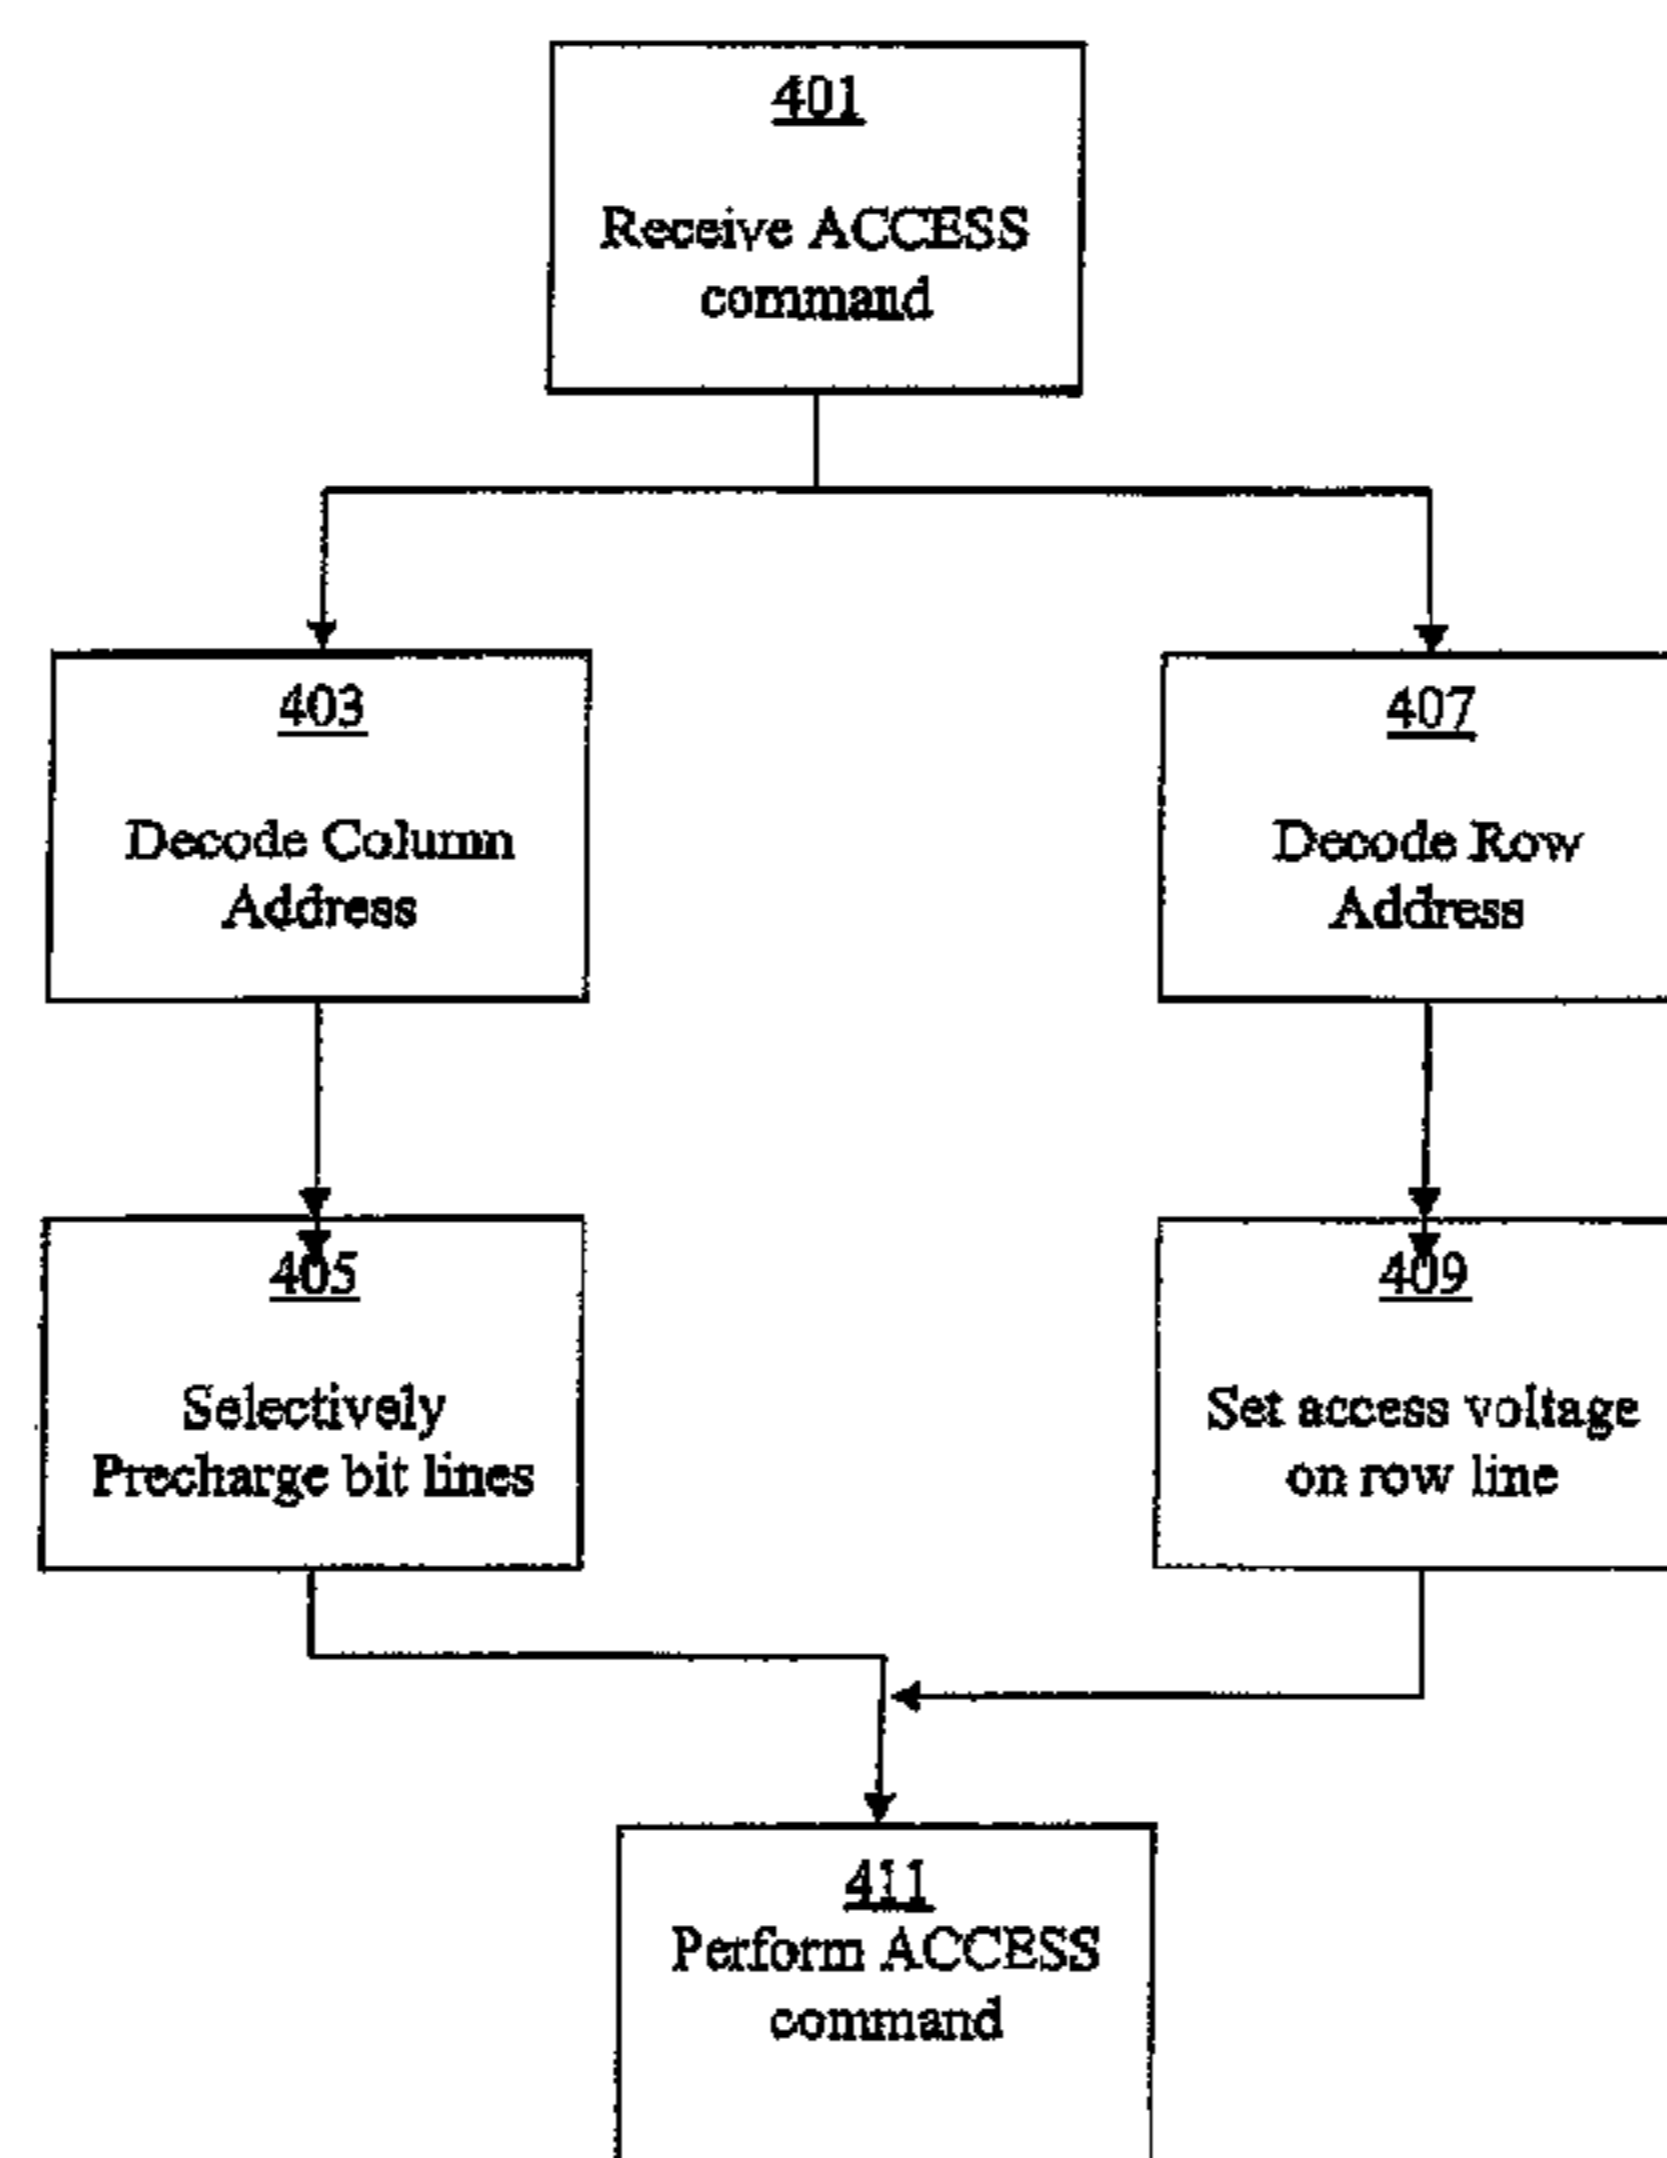 401
Receive ACCESS
command
403
Decode Column
Address
407
Decode Row
Address
405
Selectively
Precharge bit lines
409
Set access voltage
on row line
411
Perform ACCESS
command